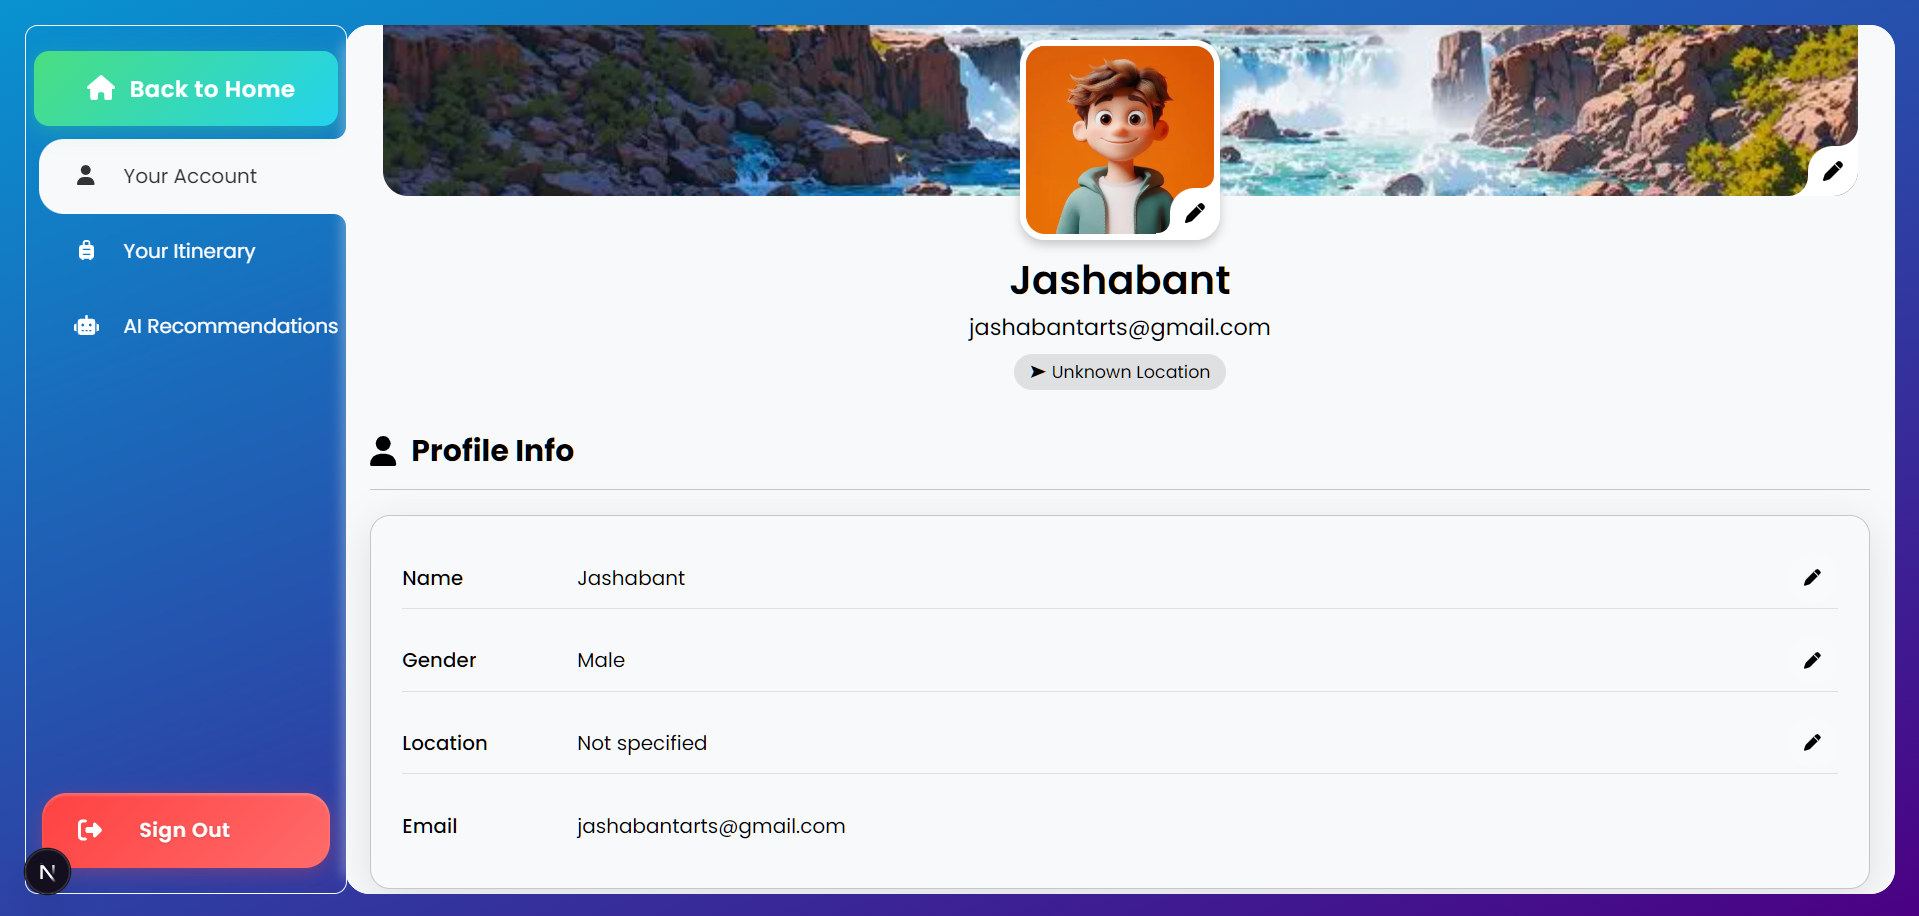 Back to Home
Your Account
Your Itinerary
AI Recommendations
Sign Out
N
Jashabant
jashabantarts@gmail.com
Unknown Location
Profile Info
Name Jashabant
Gender Male
Location Not specified
Email jashabantarts@gmail.com